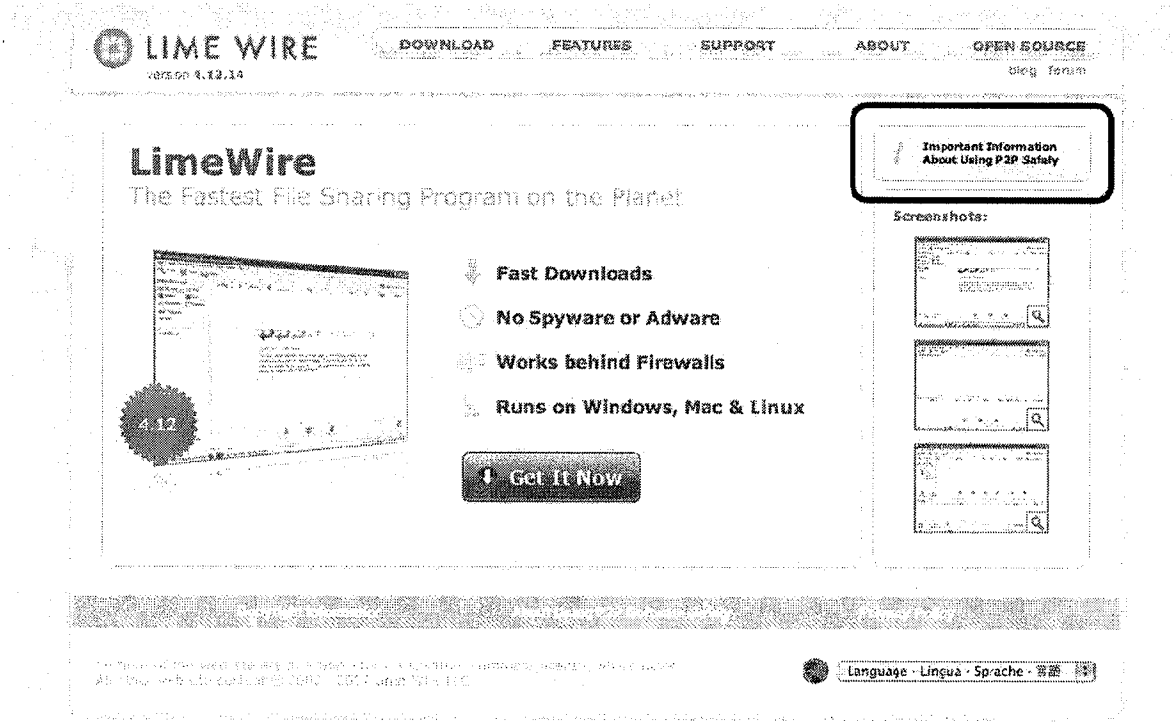 LIME WIRE
version 4.12.14
DOWNLOAD FEATURES SUPPORT ABOUT OPEN SOURCE
blog forum
LimeWire
The Fastest File Sharing Program on the Planet
Fast Downloads
No Spyware or Adware
Works behind Firewalls
Runs on Windows, Mac & Linux
4.12
Get It Now
Important Information
About Using P2P Safely
Screenshots:
Language · Lingua · Sprache ·